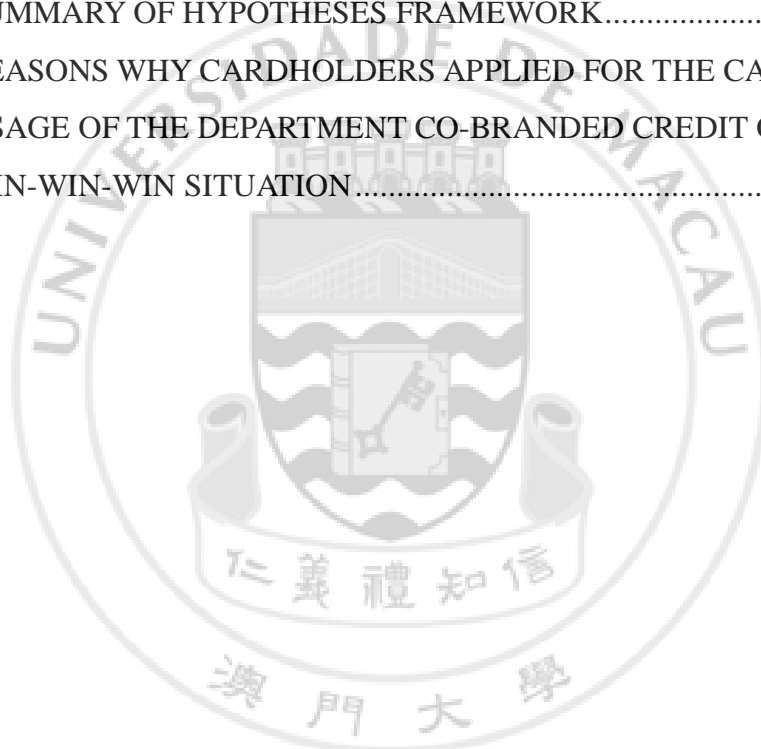 UMMARY OF HYPOTHESES FRAMEWORK
EASONS WHY CARDHOLDERS APPLIED FOR THE CA
SAGE OF THE DEPARTMENT CO-BRANDED CREDIT
IN-WIN-WIN SITUATION
UNIVERSIDADE DE MACAU
仁義禮知信
澳門大學